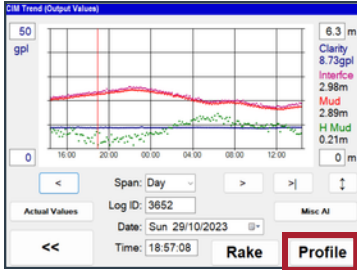 CIM Trend (Output Values)
50
gpl
0
16:00 20:00 00:00 04:00 08:00 12:00
6.3 m
Clarity
8.73gpl
Interfce
2.98m
Mud
2.89m
H Mud
0.21m
0 m
< Span: Day > >|
Actual Values Log ID: 3652 Misc AI
Date: Sun 29/10/2023
<< Time: 18:57:08 Rake Profile